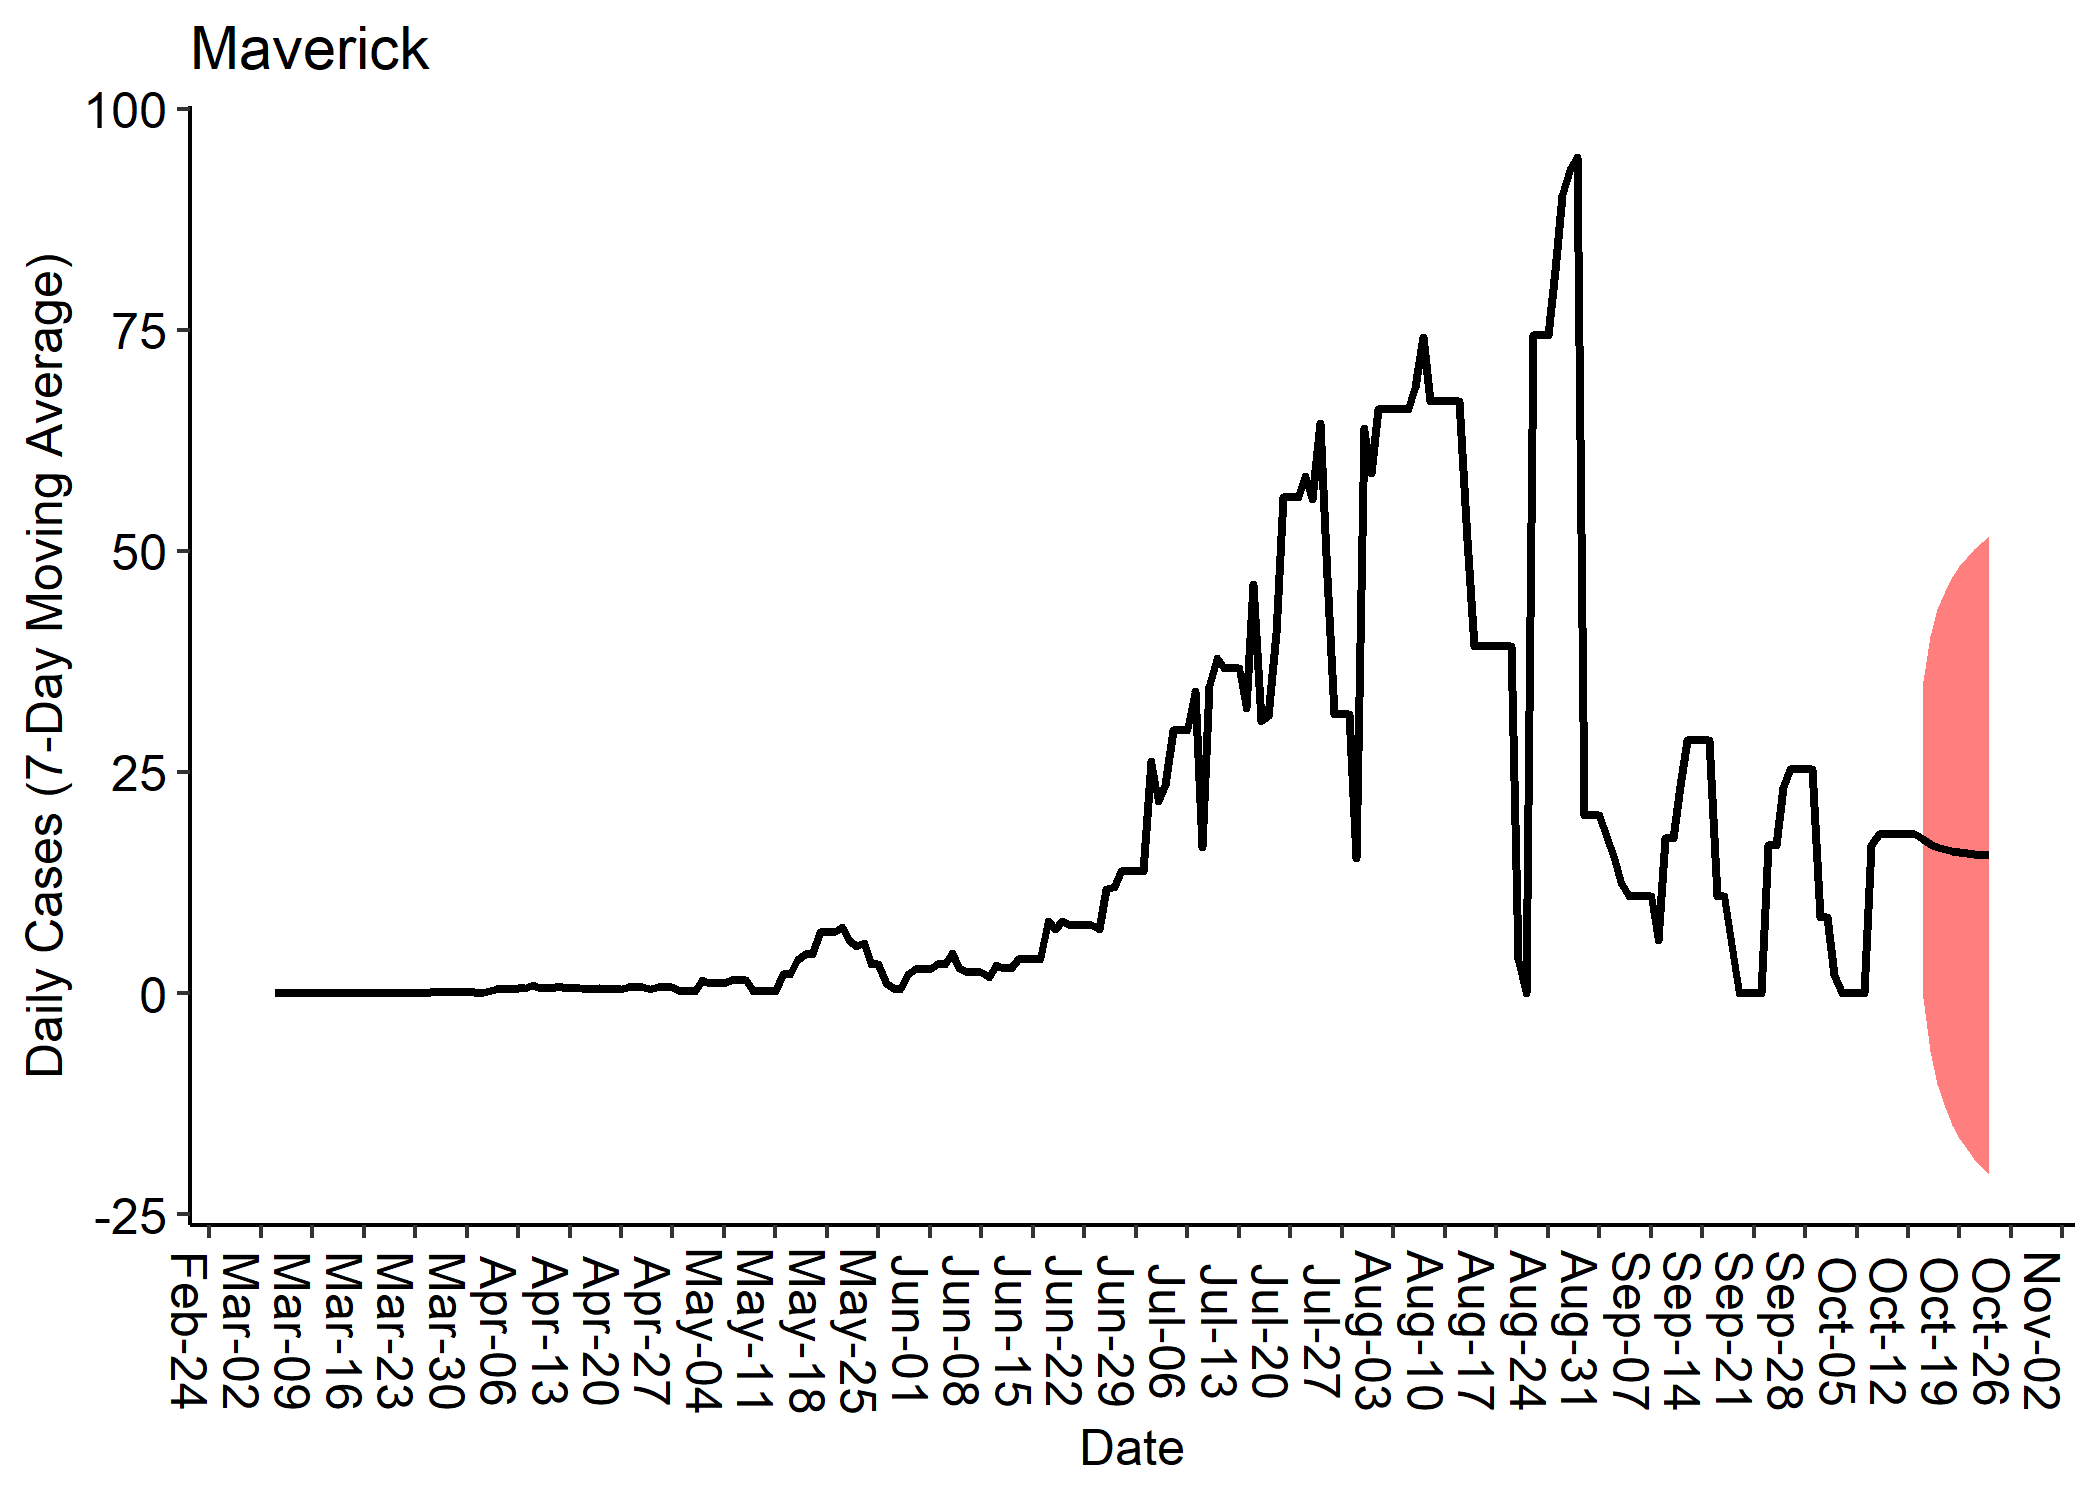 Maverick
Daily Cases (7-Day Moving Average)
100
75
50
25
0
-25
Feb-24
Mar-02
Mar-09
Mar-16
Mar-23
Mar-30
Apr-06
Apr-13
Apr-20
Apr-27
May-04
May-11
May-18
May-25
Jun-01
Jun-08
Jun-15
Jun-22
Jun-29
Jul-06
Jul-13
Jul-20
Jul-27
Aug-03
Aug-10
Aug-17
Aug-24
Aug-31
Sep-07
Sep-14
Sep-21
Sep-28
Oct-05
Oct-12
Oct-19
Oct-26
Nov-02
Date